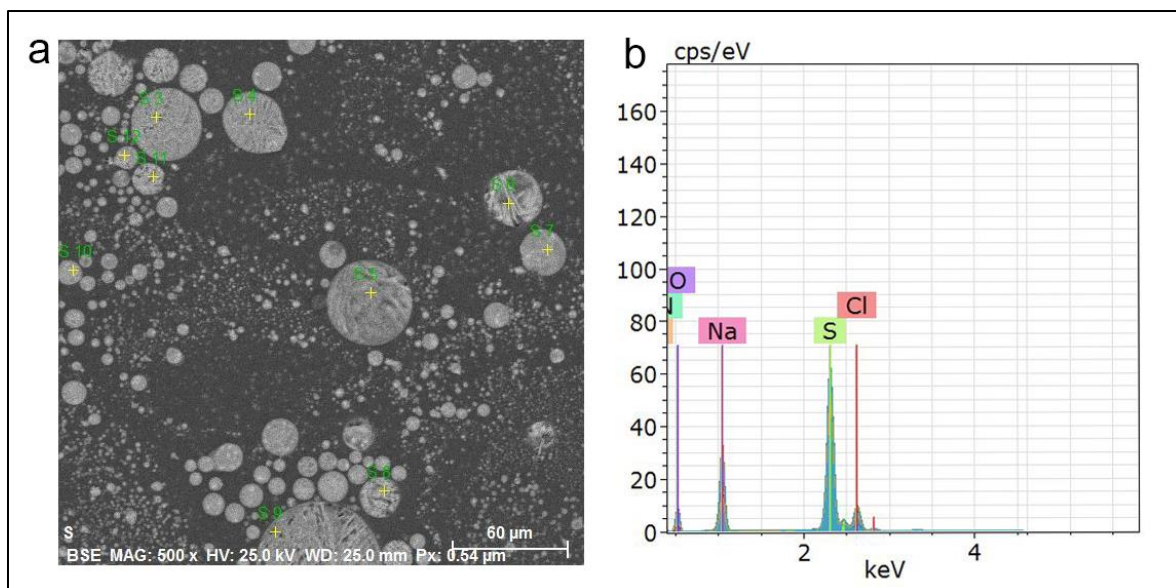 a
S 3
S 4
S 12
S 11
S 7
S 10
S 5
S 6
S 9
S
60 µm
BSE MAG: 500 x HV: 25.0 kV WD: 25.0 mm Px: 0.54 µm
b
cps/eV
160
140
120
100
80
60
40
20
0
O
Na
S
Cl
2
4
keV